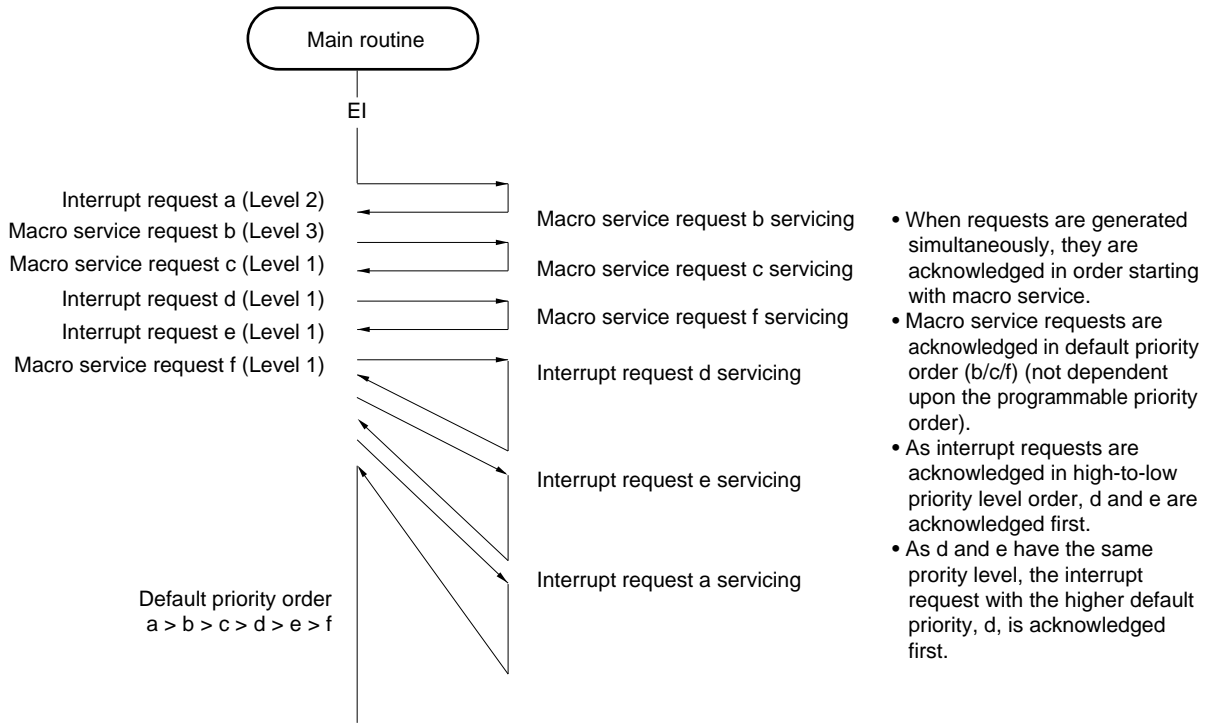 Main routine
EI
Interrupt request a (Level 2)
Macro service request b (Level 3)
Macro service request c (Level 1)
Interrupt request d (Level 1)
Interrupt request e (Level 1)
Macro service request f (Level 1)
Default priority order
a > b > c > d > e > f
Macro service request b servicing
Macro service request c servicing
Macro service request f servicing
Interrupt request d servicing
Interrupt request e servicing
Interrupt request a servicing
• When requests are generated
simultaneously, they are
acknowledged in order starting
with macro service.
• Macro service requests are
acknowledged in default priority
order (b/c/f) (not dependent
upon the programmable priority
order).
• As interrupt requests are
acknowledged in high-to-low
priority level order, d and e are
acknowledged first.
• As d and e have the same
prority level, the interrupt
request with the higher default
priority, d, is acknowledged
first.